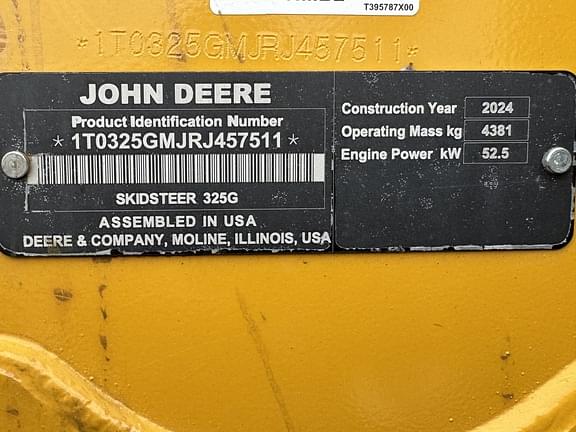 T395787X00
*1T0325GMJRJ457511*
JOHN DEERE
Product Identification Number
*1T0325GMJRJ457511*
SKIDSTEER 325G
ASSEMBLED IN USA
DEERE & COMPANY, MOLINE, ILLINOIS, USA
Construction Year 2024
Operating Mass kg 4381
Engine Power kW 52.5